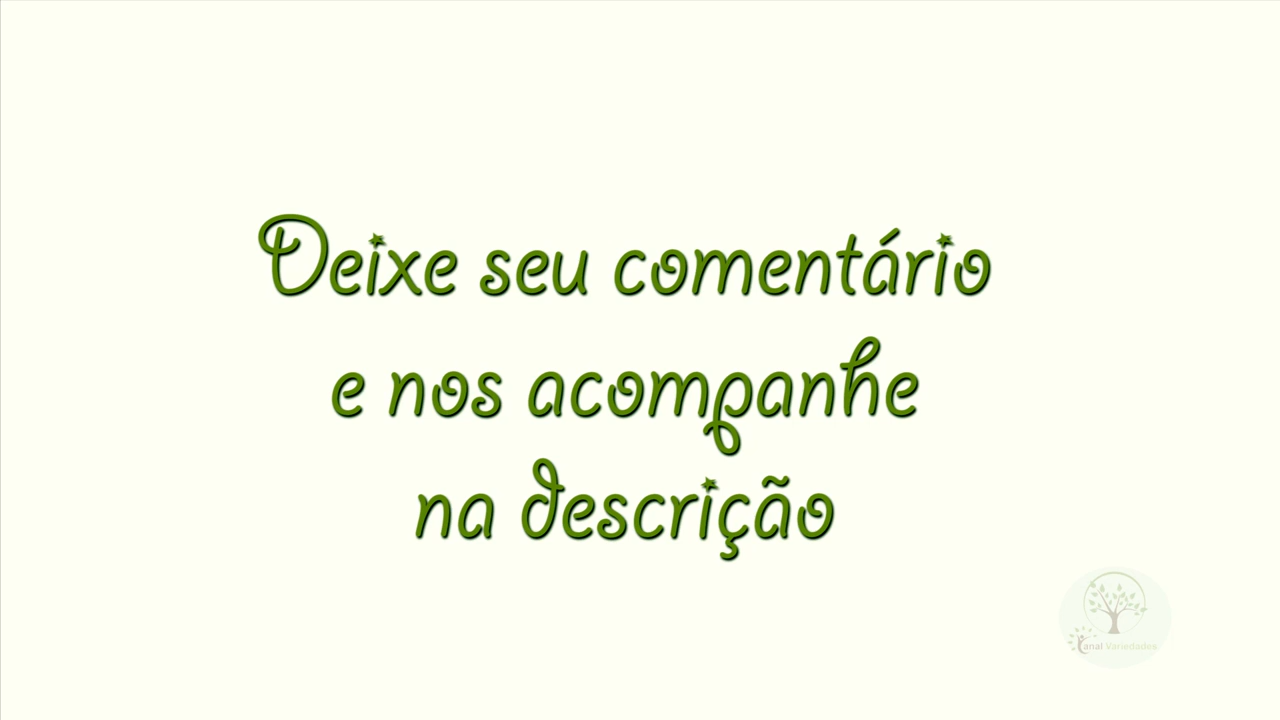 Deixe seu comentário
e nos acompanhe
na descrição
Canal Variedades